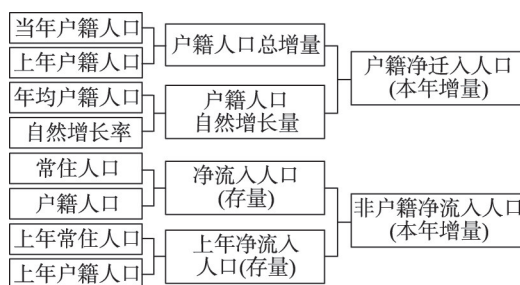 当年户籍人口
上年户籍人口
年均户籍人口
自然增长率
常住人口
户籍人口
上年常住人口
上年户籍人口
户籍人口总增量
户籍人口
自然增长量
净流入人口
(存量)
上年净流入
人口(存量)
户籍净迁入人口
(本年增量)
非户籍净流入人口
(本年增量)